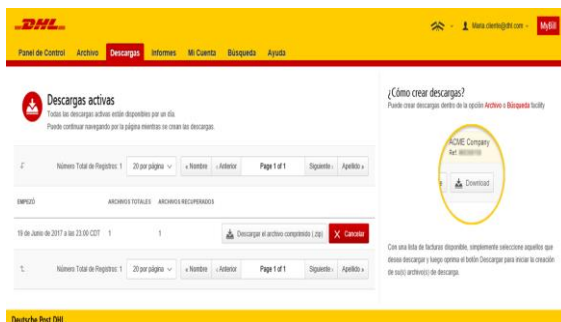 DHL
Maria.cliente@dhl.com
MyBill
Panel de Control Archivo Descargas Informes Mi Cuenta Búsqueda Ayuda
Descargas activas
Todas las descargas activas están disponibles por un día.
Puede continuar navegando por la página mientras se crean las descargas.
Número Total de Registros: 1 20 por página « Nombre ‹ Anterior Page 1 of 1 Siguiente › Apellido »
EMPEZÓ ARCHIVOS TOTALES ARCHIVOS RECUPERADOS
19 de Junio de 2017 a las 23:00 CDT 1 1 Descargar el archivo comprimido (.zip) X Cancelar
Número Total de Registros: 1 20 por página « Nombre ‹ Anterior Page 1 of 1 Siguiente › Apellido »
¿Cómo crear descargas?
Puede crear descargas dentro de la opción Archivo o Búsqueda facility
ACME Company
Ref:
Download
Con una lista de facturas disponible, simplemente seleccione aquellos que
desea descargar y luego oprima el botón Descargar para iniciar la creación
de su(s) archivo(s) de descarga.
Deutsche Post DHL